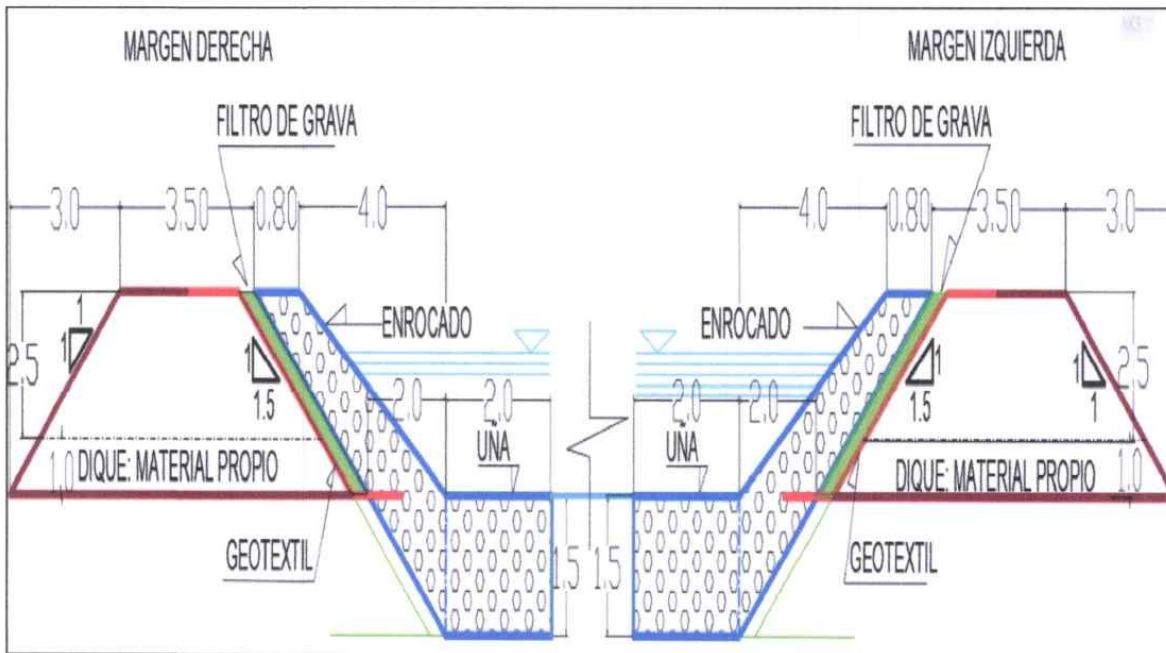 MARGEN DERECHA
MARGEN IZQUIERDA
FILTRO DE GRAVA
FILTRO DE GRAVA
3.0 3.50 0.80 4.0
4.0 0.80 3.50 3.0
1
1
2.5
1
1.5
ENROCADO
ENROCADO
1
1.5
1
1
2.5
2.0 2.0
2.0 2.0
UÑA
UÑA
1.0
DIQUE: MATERIAL PROPIO
DIQUE: MATERIAL PROPIO
1.0
GEOTEXTIL
1.5
1.5
GEOTEXTIL